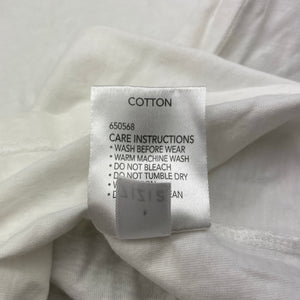 COTTON
650568
CARE INSTRUCTIONS
* WASH BEFORE WEAR
* WARM MACHINE WASH
* DO NOT BLEACH
* DO NOT TUMBLE DRY